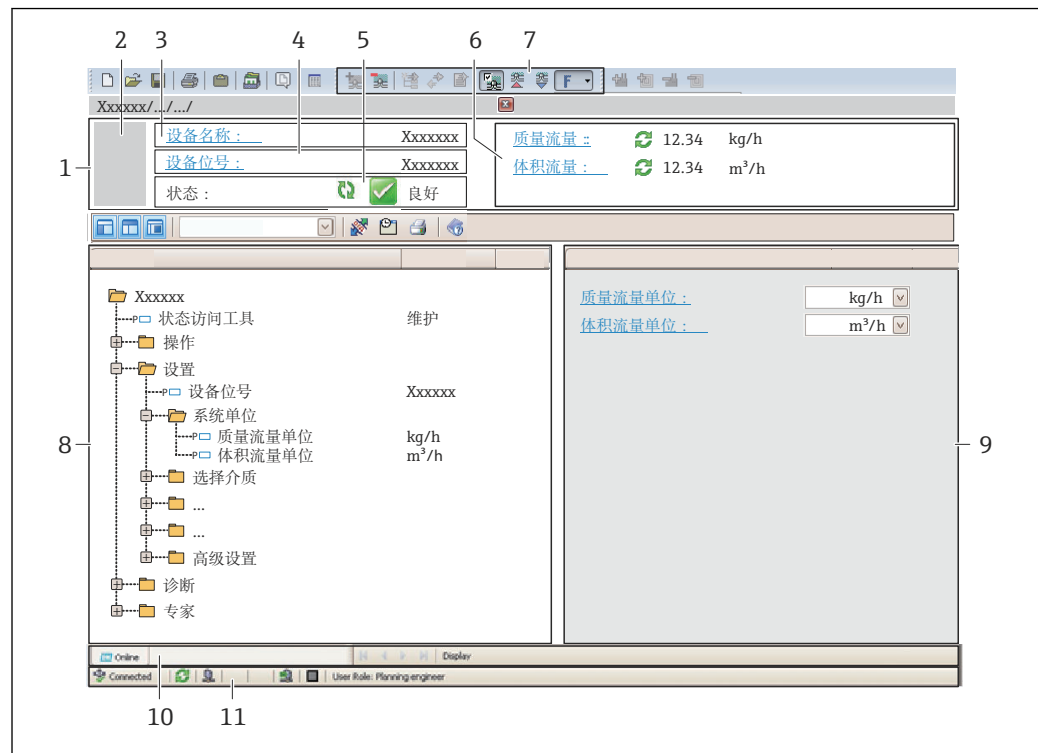 2 3 4 5 6 7
F
Xxxxxx/.../.../
1
设备名称： Xxxxxxx
设备位号： Xxxxxxx
状态： 良好
质量流量：: 12.34 kg/h
体积流量： 12.34 m³/h
Xxxxxx
P 状态访问工具 维护
操作
设置
P 设备位号 Xxxxxx
系统单位
P 质量流量单位 kg/h
P 体积流量单位 m³/h
选择介质
...
...
高级设置
诊断
专家
8
质量流量单位： kg/h
体积流量单位： m³/h
9
Online Display
Connected User Role: Planning engineer
10 11